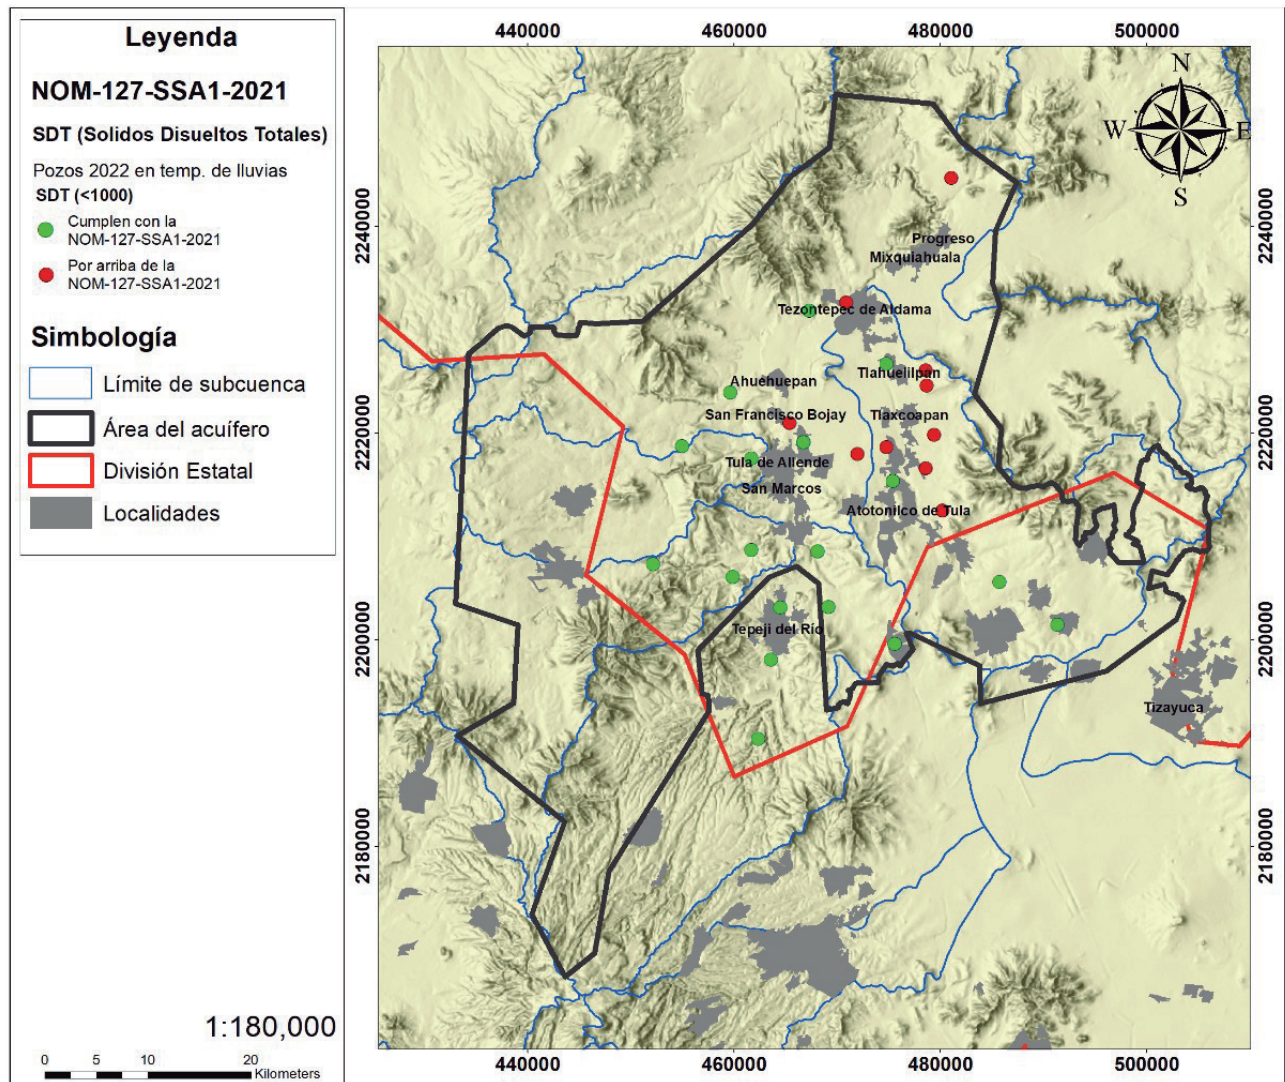 Leyenda
NOM-127-SSA1-2021
SDT (Solidos Disueltos Totales)
Pozos 2022 en temp. de lluvias
SDT (<1000)
Cumplen con la
NOM-127-SSA1-2021
Por arriba de la
NOM-127-SSA1-2021
Simbología
Límite de subcuenca
Área del acuífero
División Estatal
Localidades
1:180,000
0 5 10 20
Kilometers
440000 460000 480000 500000
N
W E
S
2240000 2240000
2220000 2220000
2200000 2200000
2180000 2180000
Progreso
Mixquiahuala
Tezontepec de Aldama
Tlahuelilpan
Ahuehuepan
San Francisco Bojay
Tlaxcoapan
Tula de Allende
San Marcos
Atotonilco de Tula
Tepeji del Río
Tizayuca
440000 460000 480000 500000